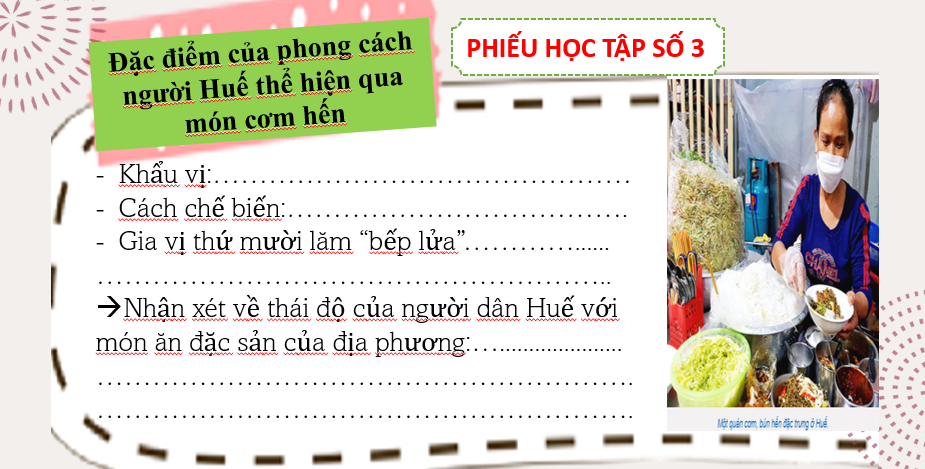 Đặc điểm của phong cách
người Huế thể hiện qua
món cơm hến
PHIẾU HỌC TẬP SỐ 3
- Khẩu vị:…………………………………………
- Cách chế biến:……………………………….
- Gia vị thứ mười lăm “bếp lửa”…………......
…………………………………………………..
→Nhận xét về thái độ của người dân Huế với
món ăn đặc sản của địa phương:….....................
………………………………………………….
………………………………………………….
Một quán cơm, bún hến đặc trưng ở Huế.